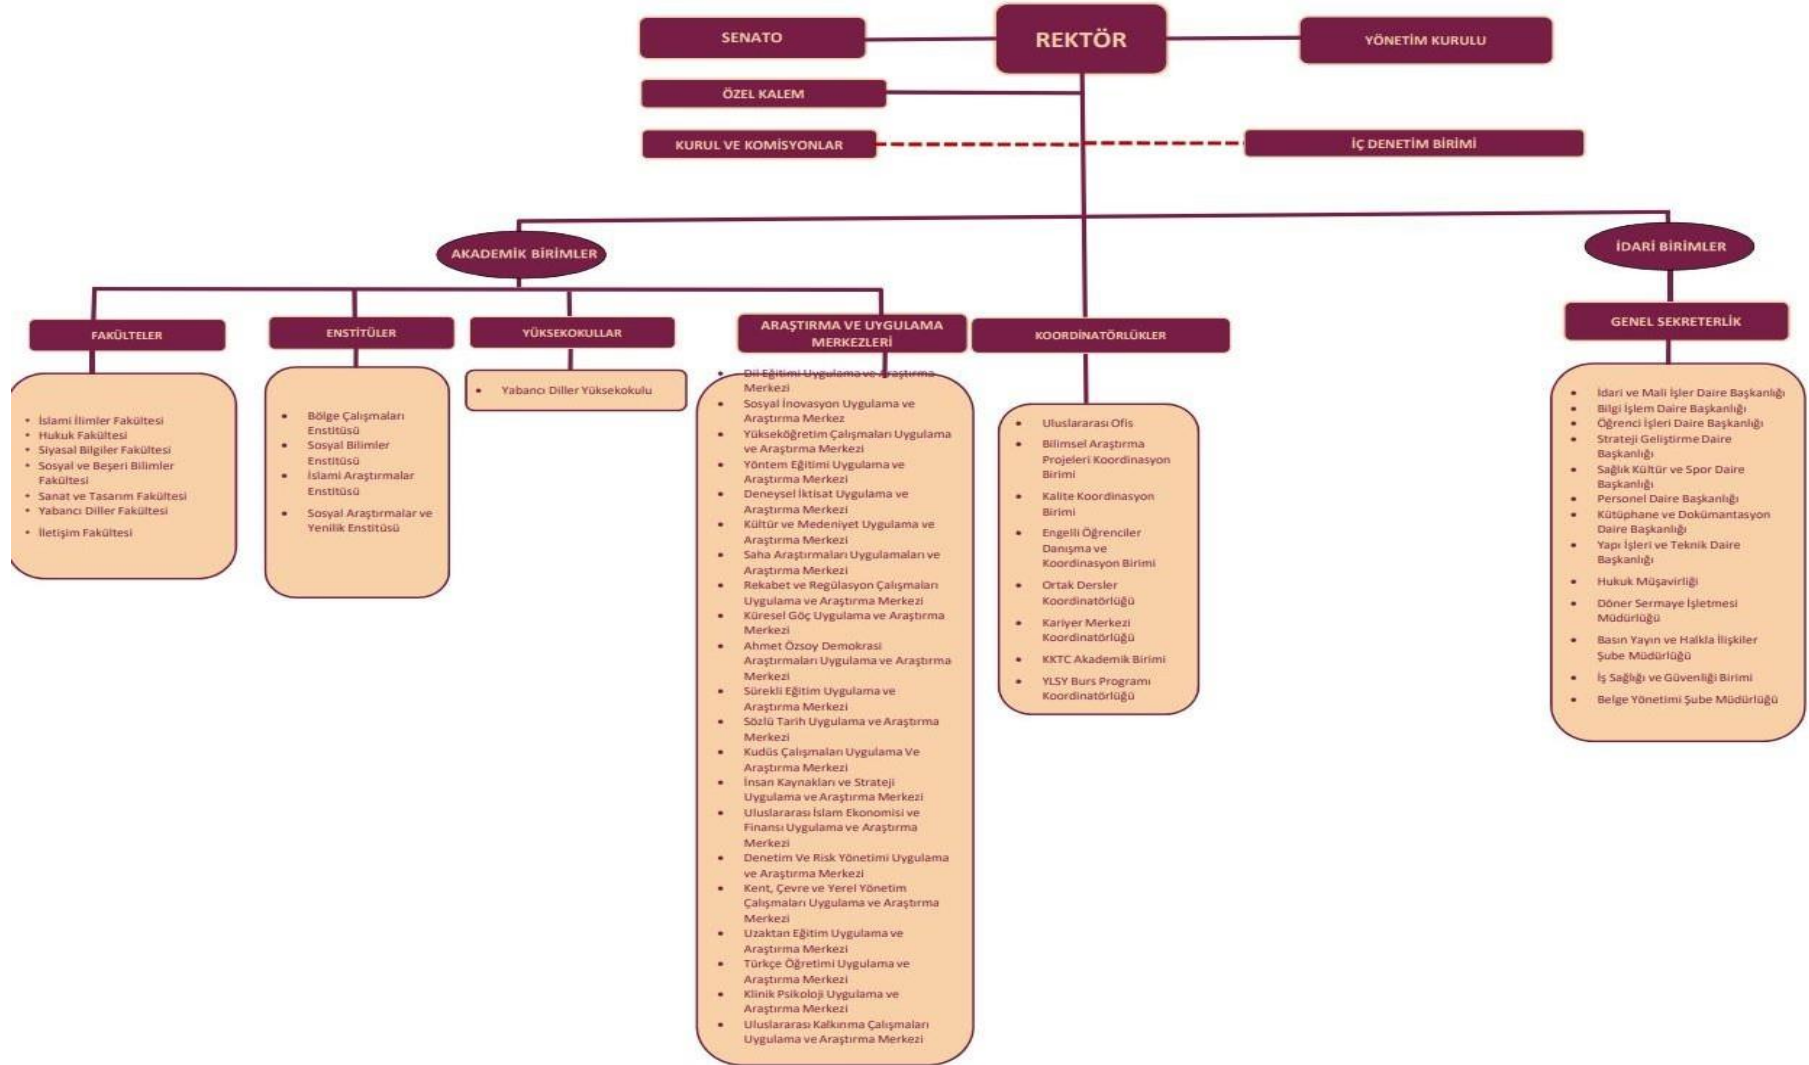 SENATO
REKTÖR
YÖNETİM KURULU
ÖZEL KALEM
KURUL VE KOMİSYONLAR
İÇ DENETİM BİRİMİ
AKADEMİK BİRİMLER
İDARİ BİRİMLER
FAKÜLTELER
• İslami İlimler Fakültesi
• Hukuk Fakültesi
• Siyasal Bilgiler Fakültesi
• Sosyal ve Beşeri Bilimler
Fakültesi
• Sanat ve Tasarım Fakültesi
• Yabancı Diller Fakültesi
• İletişim Fakültesi
ENSTİTÜLER
• Bölge Çalışmaları
Enstitüsü
• Sosyal Bilimler
Enstitüsü
• İslami Araştırmalar
Enstitüsü
• Sosyal Araştırmalar ve
Yenilik Enstitüsü
YÜKSEKOKULLAR
• Yabancı Diller Yüksekokulu
ARAŞTIRMA VE UYGULAMA
MERKEZLERİ
• Dil Eğitimi Uygulama ve Araştırma
Merkezi
• Sosyal İnovasyon Uygulama ve
Araştırma Merkez
• Yükseköğretim Çalışmaları Uygulama
ve Araştırma Merkezi
• Yöntem Eğitimi Uygulama ve
Araştırma Merkezi
• Deneysel İktisat Uygulama ve
Araştırma Merkezi
• Kültür ve Medeniyet Uygulama ve
Araştırma Merkezi
• Saha Araştırmaları Uygulamaları ve
Araştırma Merkezi
• Rekabet ve Regülasyon Çalışmaları
Uygulama ve Araştırma Merkezi
• Küresel Göç Uygulama ve Araştırma
Merkezi
• Ahmet Özsoy Demokrasi
Araştırmaları Uygulama ve Araştırma
Merkezi
• Sürekli Eğitim Uygulama ve
Araştırma Merkezi
• Sözlü Tarih Uygulama ve Araştırma
Merkezi
• Kudüs Çalışmaları Uygulama Ve
Araştırma Merkezi
• İnsan Kaynakları ve Strateji
Uygulama ve Araştırma Merkezi
• Uluslararası İslam Ekonomisi ve
Finansı Uygulama ve Araştırma
Merkezi
• Denetim Ve Risk Yönetimi Uygulama
ve Araştırma Merkezi
• Kent, Çevre ve Yerel Yönetim
Çalışmaları Uygulama ve Araştırma
Merkezi
• Uzaktan Eğitim Uygulama ve
Araştırma Merkezi
• Türkçe Öğretimi Uygulama ve
Araştırma Merkezi
• Klinik Psikoloji Uygulama ve
Araştırma Merkezi
• Uluslararası Kalkınma Çalışmaları
Uygulama ve Araştırma Merkezi
KOORDİNATÖRLÜKLER
• Uluslararası Ofis
• Bilimsel Araştırma
Projeleri Koordinasyon
Birimi
• Kalite Koordinasyon
Birimi
• Engelli Öğrenciler
Danışma ve
Koordinasyon Birimi
• Ortak Dersler
Koordinatörlüğü
• Kariyer Merkezi
Koordinatörlüğü
• KKTC Akademik Birimi
• YLSY Burs Programı
Koordinatörlüğü
GENEL SEKRETERLİK
• İdari ve Mali İşler Daire Başkanlığı
• Bilgi İşlem Daire Başkanlığı
• Öğrenci İşleri Daire Başkanlığı
• Strateji Geliştirme Daire
Başkanlığı
• Sağlık Kültür ve Spor Daire
Başkanlığı
• Personel Daire Başkanlığı
• Kütüphane ve Dokümantasyon
Daire Başkanlığı
• Yapı İşleri ve Teknik Daire
Başkanlığı
• Hukuk Müşavirliği
• Döner Sermaye İşletmesi
Müdürlüğü
• Basın Yayın ve Halkla İlişkiler
Şube Müdürlüğü
• İş Sağlığı ve Güvenliği Birimi
• Belge Yönetimi Şube Müdürlüğü